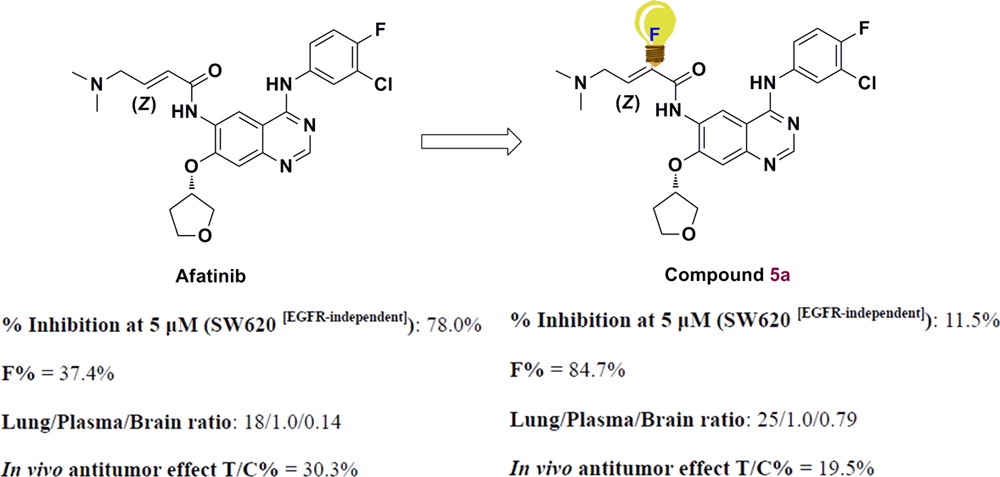 F
F
F
N
O
HN
Cl
N
O
HN
Cl
(Z)
HN
N
(Z)
HN
N
O
N
O
N
O
O
Afatinib
Compound 5a
% Inhibition at 5 µM (SW620 [EGFR-independent]): 78.0%
F% = 37.4%
Lung/Plasma/Brain ratio: 18/1.0/0.14
In vivo antitumor effect T/C% = 30.3%
% Inhibition at 5 µM (SW620 [EGFR-independent]): 11.5%
F% = 84.7%
Lung/Plasma/Brain ratio: 25/1.0/0.79
In vivo antitumor effect T/C% = 19.5%